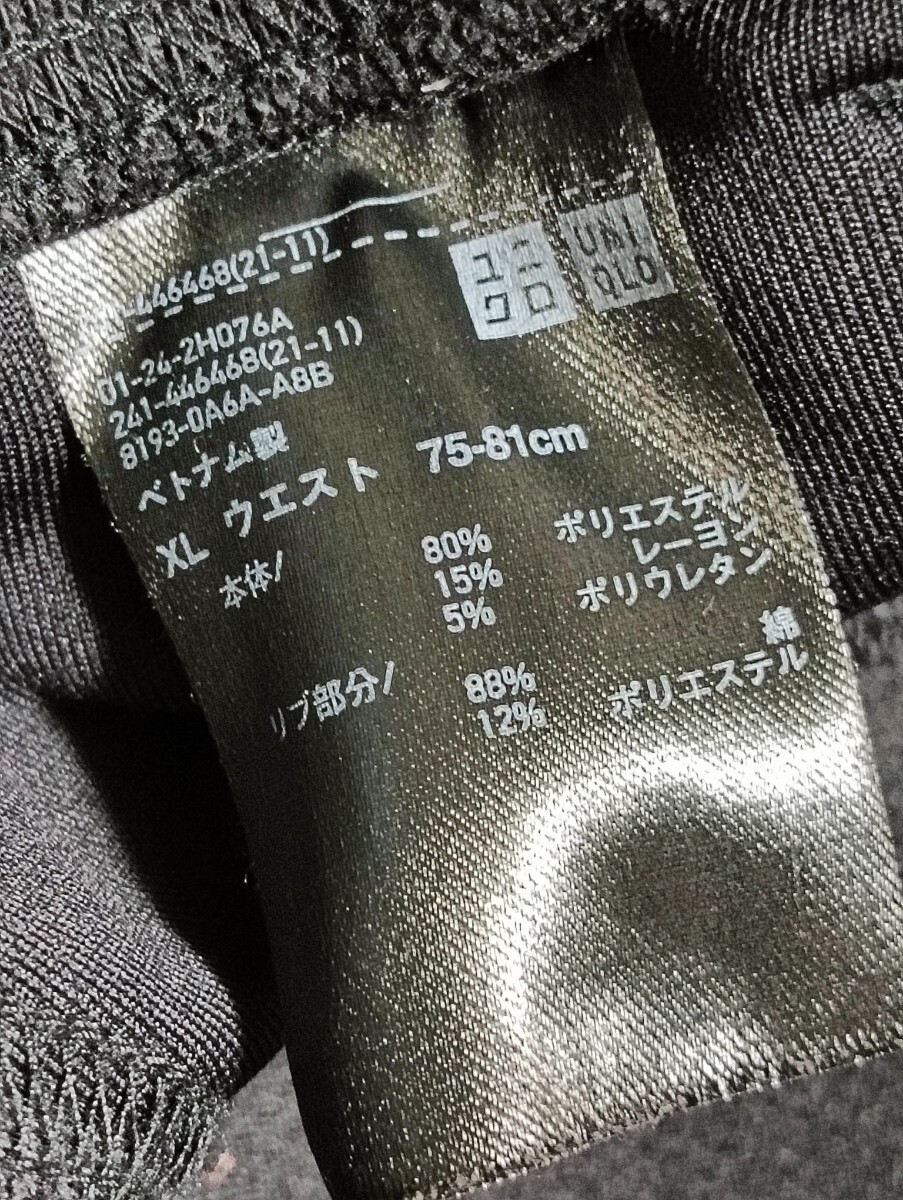 446468(21-11)
ユニ
クロ
UNI
QLO
01-24-2H076A
241-446468(21-11)
8193-0A6A-A8B
ベトナム製
XL ウエスト 75-81cm
本体/ 80% ポリエステル
15% レーヨン
5% ポリウレタン
リブ部分/ 88% 綿
12% ポリエステル